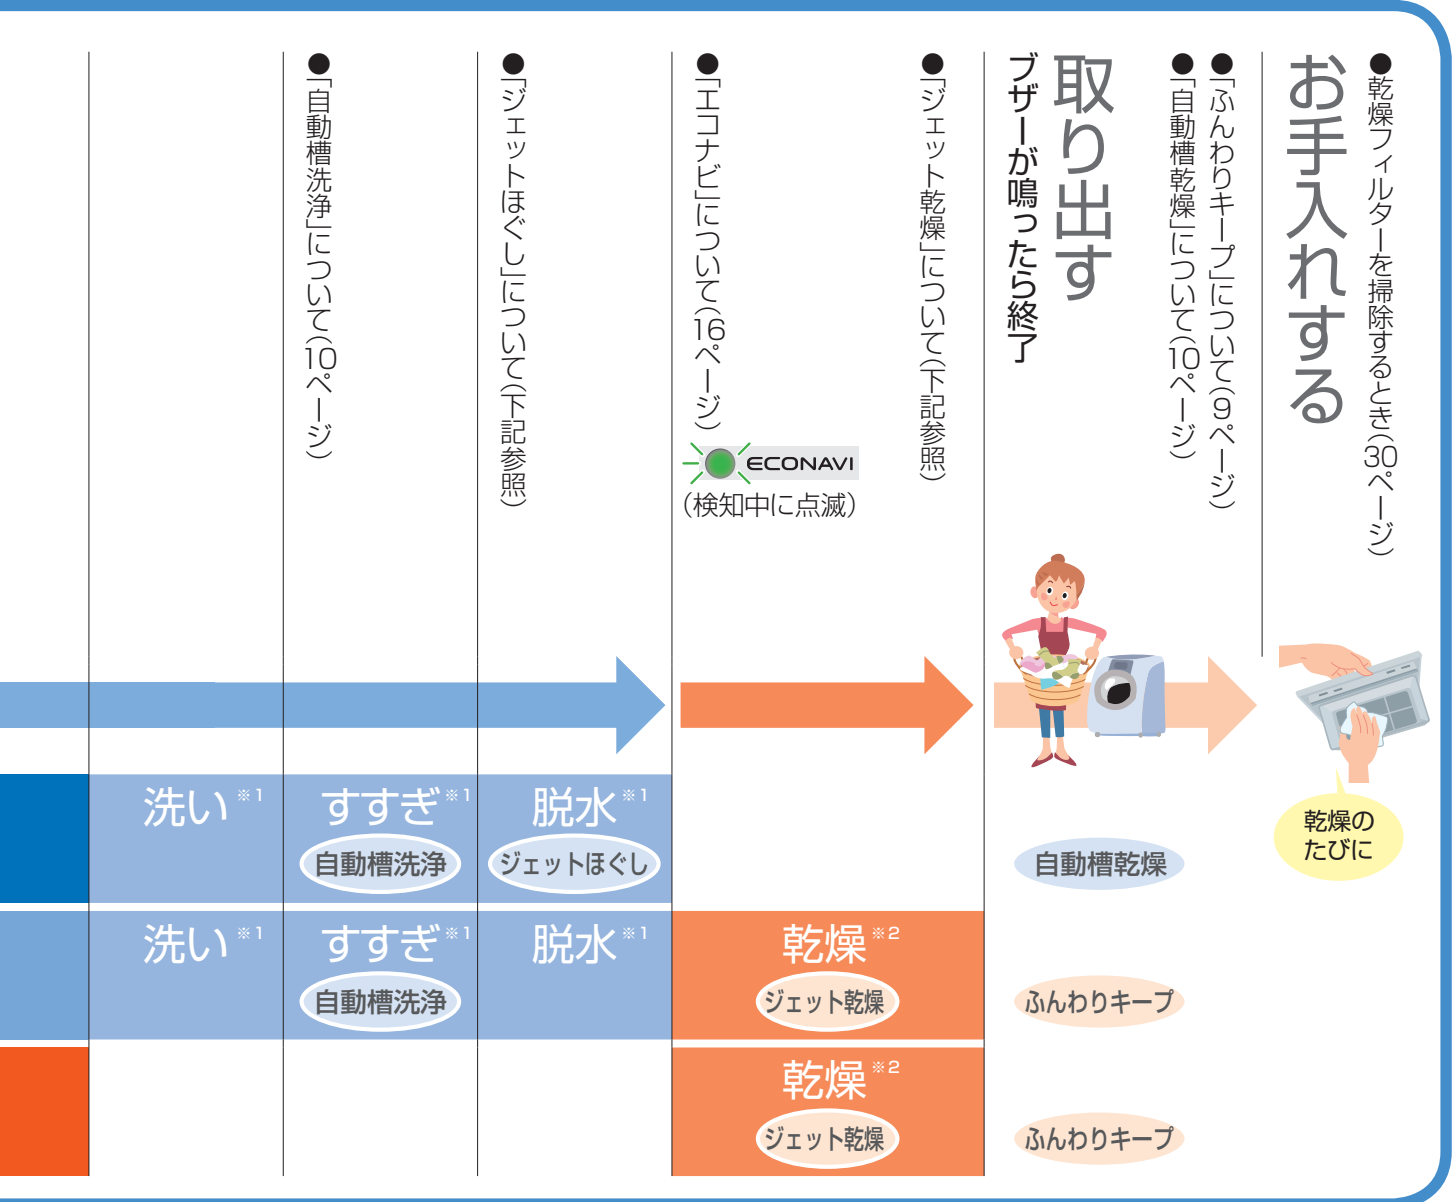 ●乾燥フィルターを掃除するとき(30ページ)
お手入れする
●「ふんわりキープ」について(9ページ)
●「自動槽乾燥」について(10ページ)
取り出す
ブザーが鳴ったら終了
●「ジェット乾燥」について(下記参照)
●「エコナビ」について(16ページ)
ECONAVI
(検知中に点滅)
●「ジェットほぐし」について(下記参照)
●「自動槽洗浄」について(10ページ)
洗い※1 すすぎ※1 脱水※1
自動槽洗浄 ジェットほぐし 自動槽乾燥
乾燥の
たびに
洗い※1 すすぎ※1 脱水※1 乾燥※2
自動槽洗浄 ジェット乾燥 ふんわりキープ
乾燥※2
ジェット乾燥 ふんわりキープ